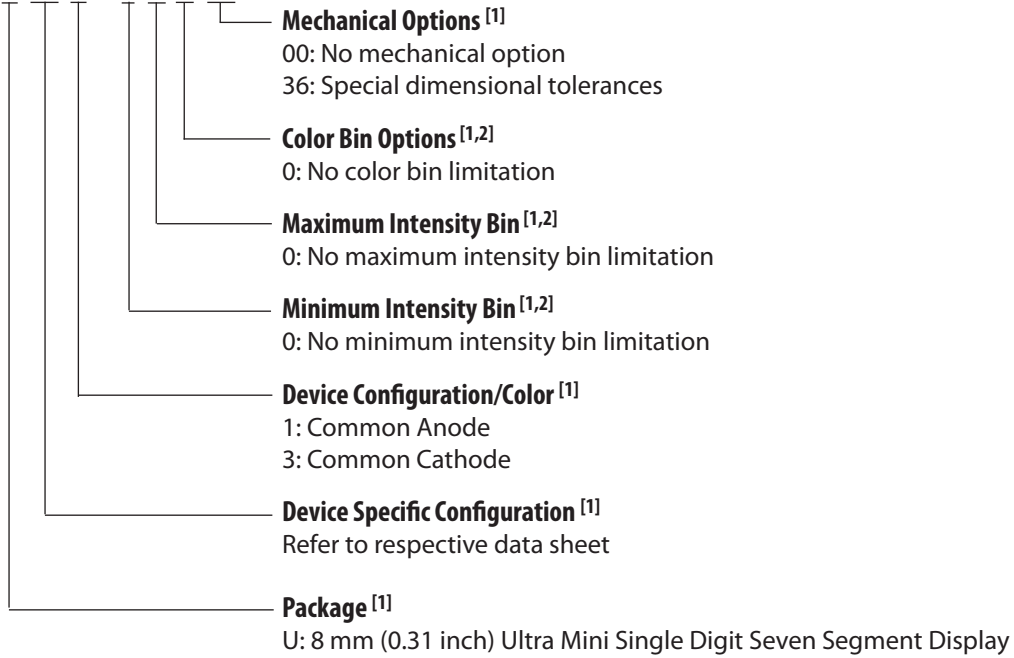 Mechanical Options [1]
00: No mechanical option
36: Special dimensional tolerances
Color Bin Options [1,2]
0: No color bin limitation
Maximum Intensity Bin [1,2]
0: No maximum intensity bin limitation
Minimum Intensity Bin [1,2]
0: No minimum intensity bin limitation
Device Configuration/Color [1]
1: Common Anode
3: Common Cathode
Device Specific Configuration [1]
Refer to respective data sheet
Package [1]
U: 8 mm (0.31 inch) Ultra Mini Single Digit Seven Segment Display